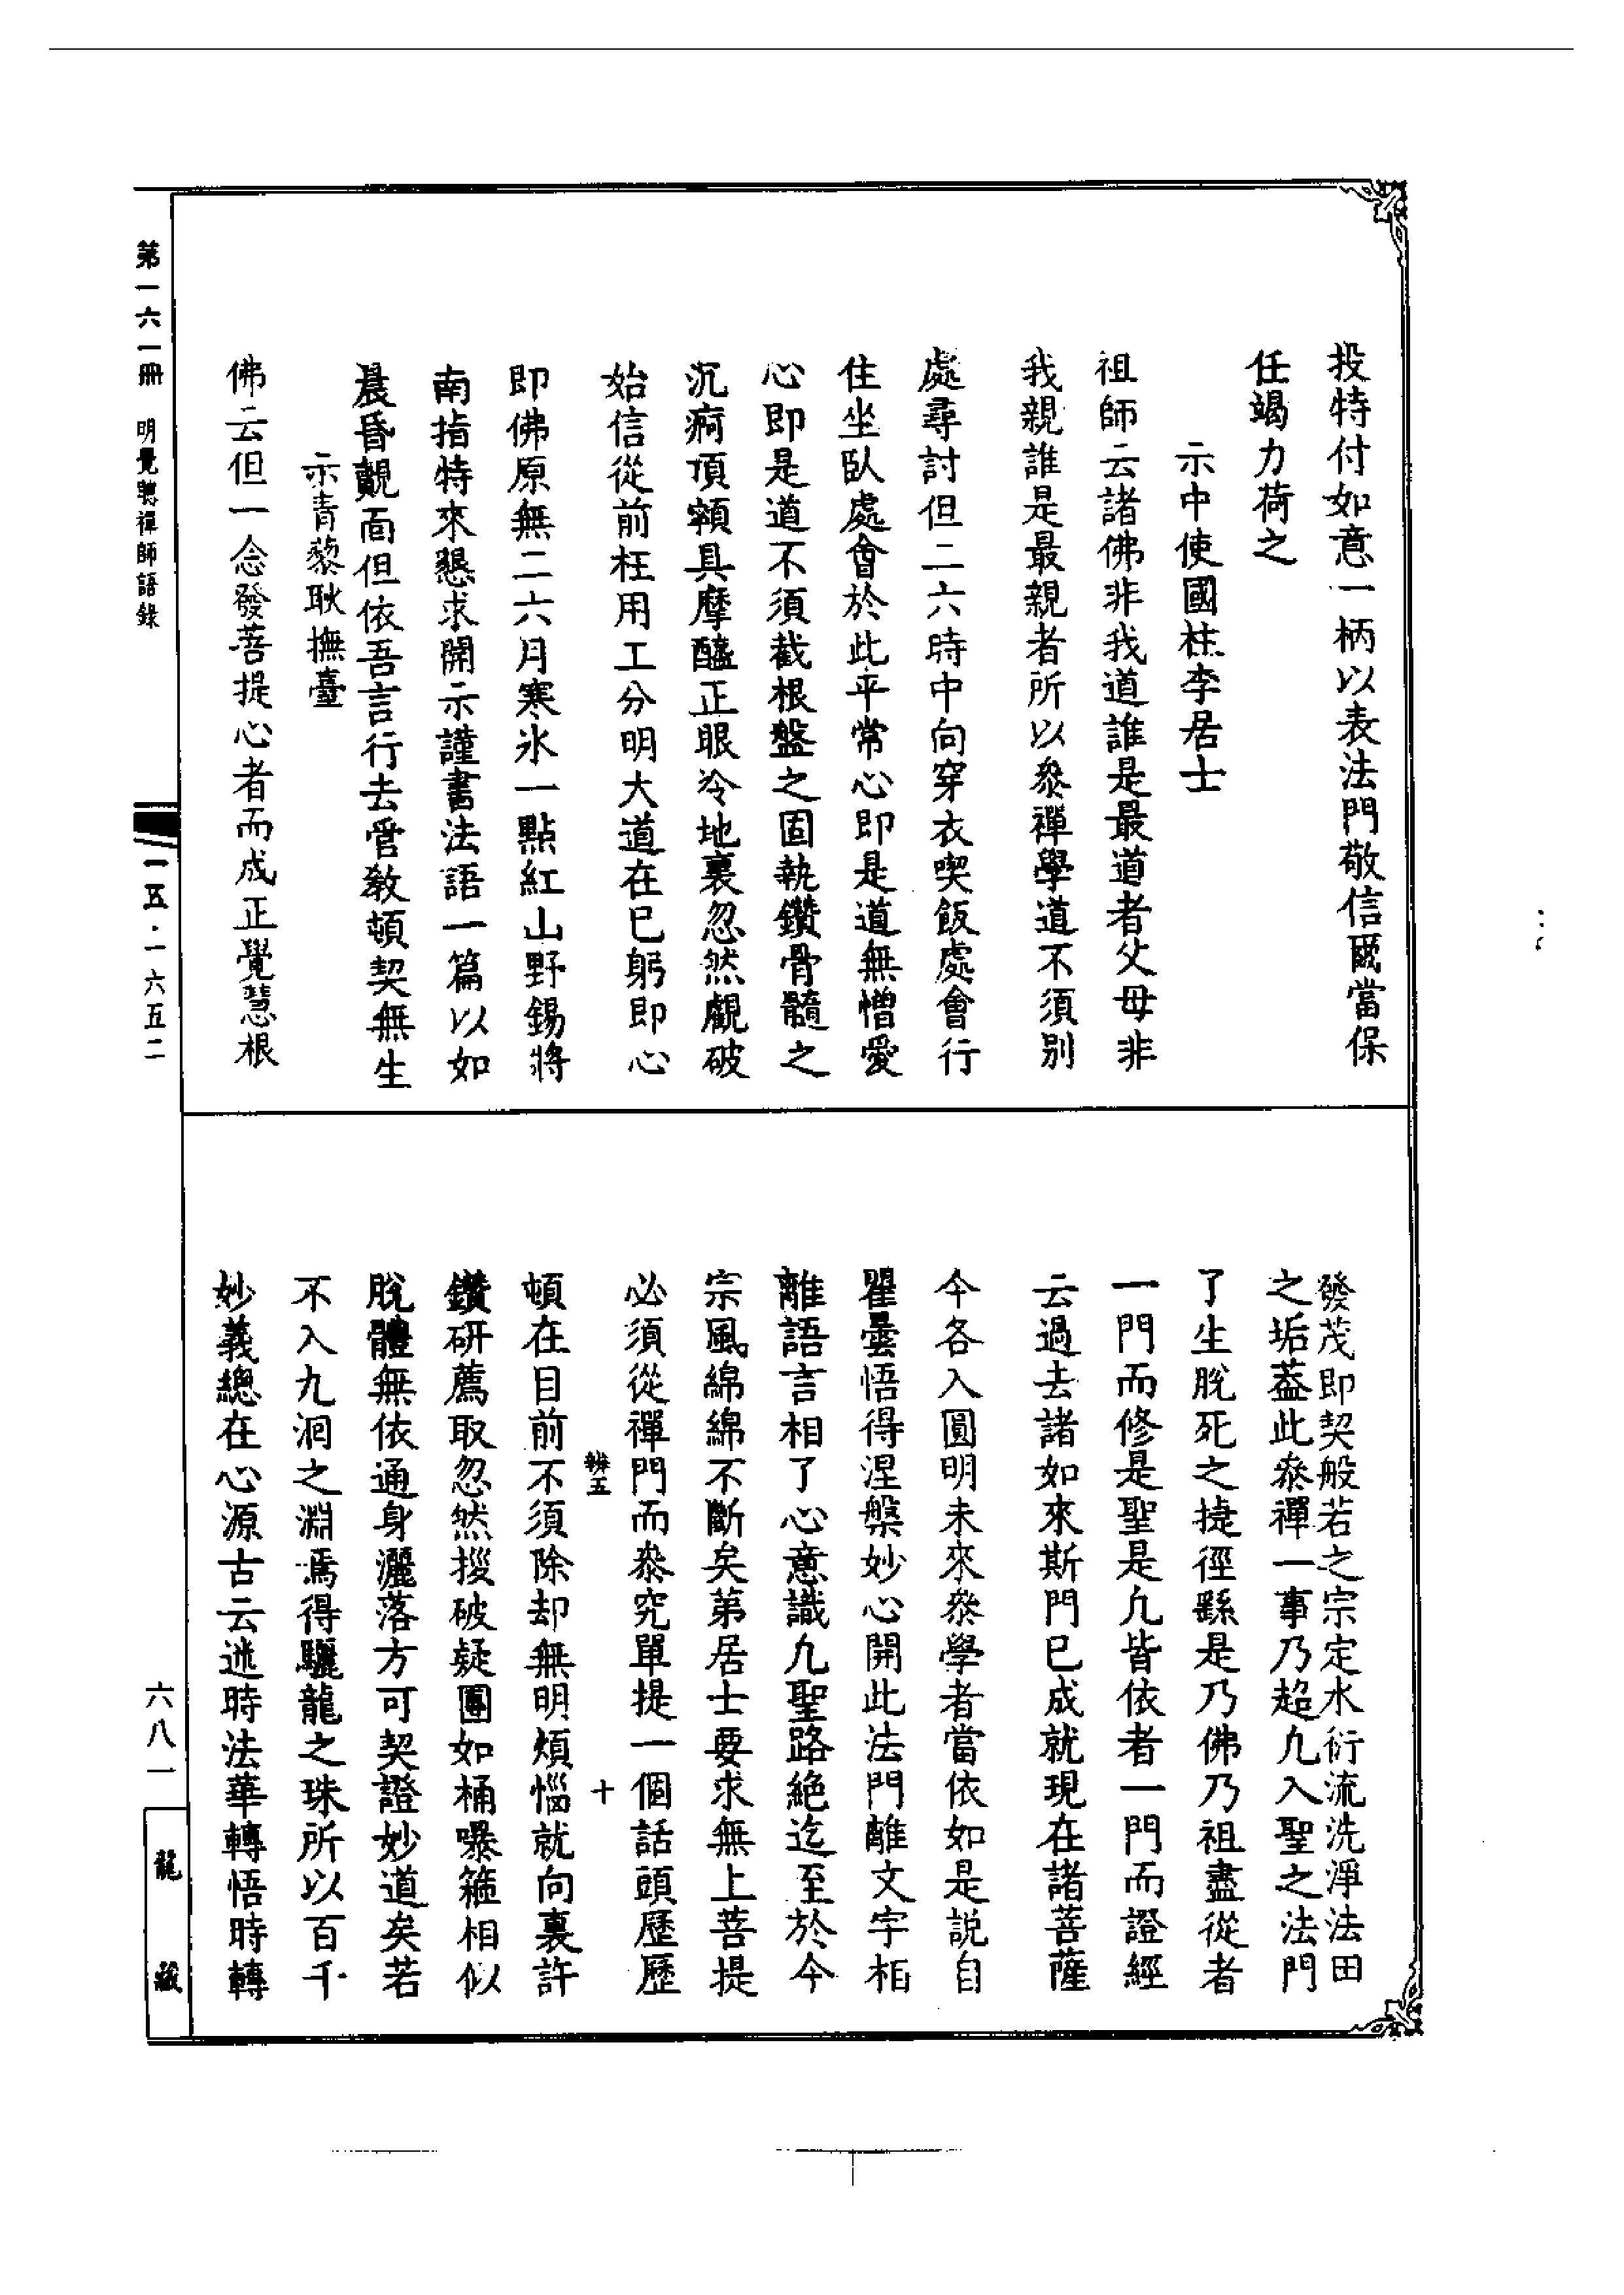 投特付如意一柄以表法門敬信爾當保
任竭力荷之
示中使國柱李居士
祖師云諸佛非我道誰是最道者父母非
我親誰是最親者所以叅禪學道不須別
處尋討但二六時中向穿衣喫飯處會行
住坐臥處會於此平常心即是道無憎愛
心即是道不須截根盤之固執鑽骨髓之
沉痾頂𩕳具摩醯正眼冷地裏忽然覷破
始信從前枉用工分明大道在已躬即心
即佛原無二六月寒氷一點紅山野錫將
南指特來懇求開示謹書法語一篇以如
晨昏覿面但依吾言行去管教頓契無生
示青藜耿撫臺
佛云但一念發菩提心者而成正覺慧根
發茂即契般若之宗定水衍流洗淨法田
之垢葢此叅禪一事乃超凢入聖之法門
了生脫死之捷徑繇是乃佛乃祖盡從者
一門而修是聖是凢皆依者一門而證經
云過去諸如來斯門已成就現在諸菩薩
今各入圓明未來叅學者當依如是說自
瞿曇悟得涅槃妙心開此法門離文字相
離語言相了心意識凢聖路絕迄至於今
宗風綿綿不斷矣第居士要求無上菩提
必須從禪門而叅究單提一個話頭歷歷
辨五
十
頓在目前不須除却無明煩惱就向裏許
鑽研薦取忽然𢱢破疑團如桶曝箍相似
脫體無依通身灑落方可契證妙道矣若
不入九洄之淵焉得驪龍之珠所以百千
妙義總在心源古云迷時法華轉悟時轉
第一六一冊
明覺聰禪師語錄
一五·一六五二
六八一
龍藏